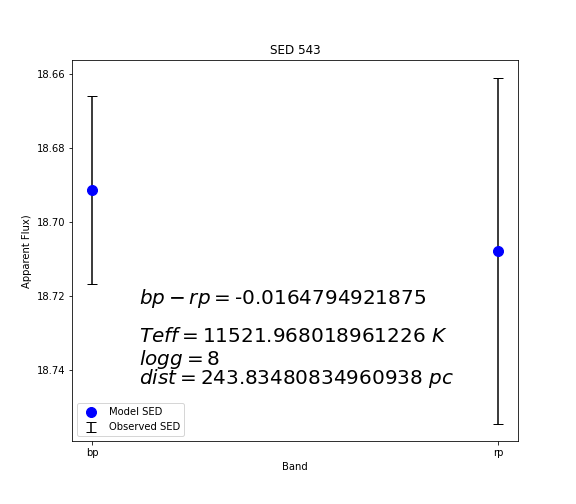 SED 543
18.66
18.68
18.70
18.72
18.74
Apparent Flux)
bp − rp = -0.0164794921875
Teff = 11521.968018961226 K
logg = 8
dist = 243.83480834960938 pc
Model SED
Observed SED
bp
rp
Band